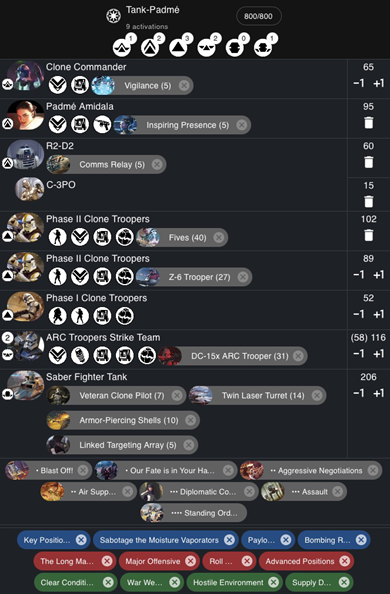 Tank-Padmé
800/800
9 activations
1 2 3 2 0 1
Clone Commander 65
Vigilance (5) −1 +1
Padmé Amidala 95
Inspiring Presence (5)
R2-D2 60
Comms Relay (5)
C-3PO 15
Phase II Clone Troopers 102
Fives (40)
Phase II Clone Troopers 89
Z-6 Trooper (27) −1 +1
Phase I Clone Troopers 52
−1 +1
2 ARC Troopers Strike Team (58) 116
DC-15x ARC Trooper (31) −1 +1
Saber Fighter Tank 206
Veteran Clone Pilot (7) Twin Laser Turret (14) −1 +1
Armor-Piercing Shells (10)
Linked Targeting Array (5)
• Blast Off! • Our Fate is in Your Ha... •• Aggressive Negotiations
•• Air Supp... ••• Diplomatic Co... ••• Assault
•••• Standing Ord...
Key Positio... Sabotage the Moisture Vaporators Paylo... Bombing R...
The Long Ma... Major Offensive Roll ... Advanced Positions
Clear Conditi... War We... Hostile Environment Supply D...